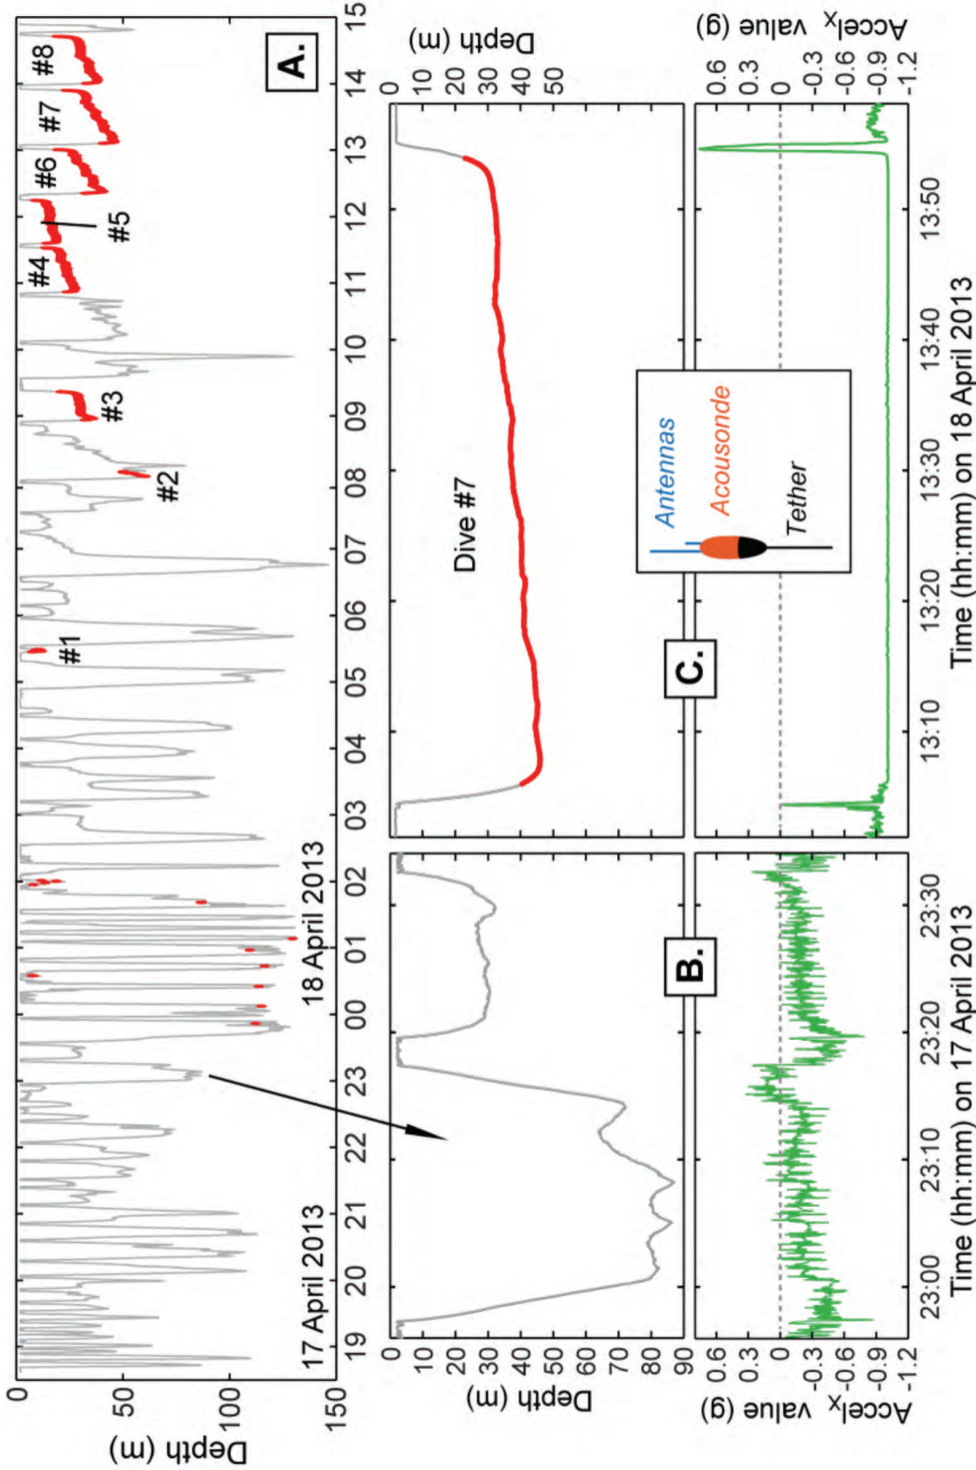 0
50
100
150
Depth (m)
17 April 2013
18 April 2013
#1
#2
#3
#4
#5
#6
#7
#8
A.
19 20 21 22 23 00 01 02 03 04 05 06 07 08 09 10 11 12 13 14 15
0
10
20
30
40
50
60
70
80
90
Depth (m)
Dive #7
0
10
20
30
40
50
Depth (m)
B.
C.
0.6
0.3
0
-0.3
-0.6
-0.9
-1.2
Accelx value (g)
Antennas
Acousonde
Tether
0.6
0.3
0
-0.3
-0.6
-0.9
-1.2
Accelx value (g)
23:00 23:10 23:20 23:30
13:10 13:20 13:30 13:40 13:50
Time (hh:mm) on 17 April 2013
Time (hh:mm) on 18 April 2013